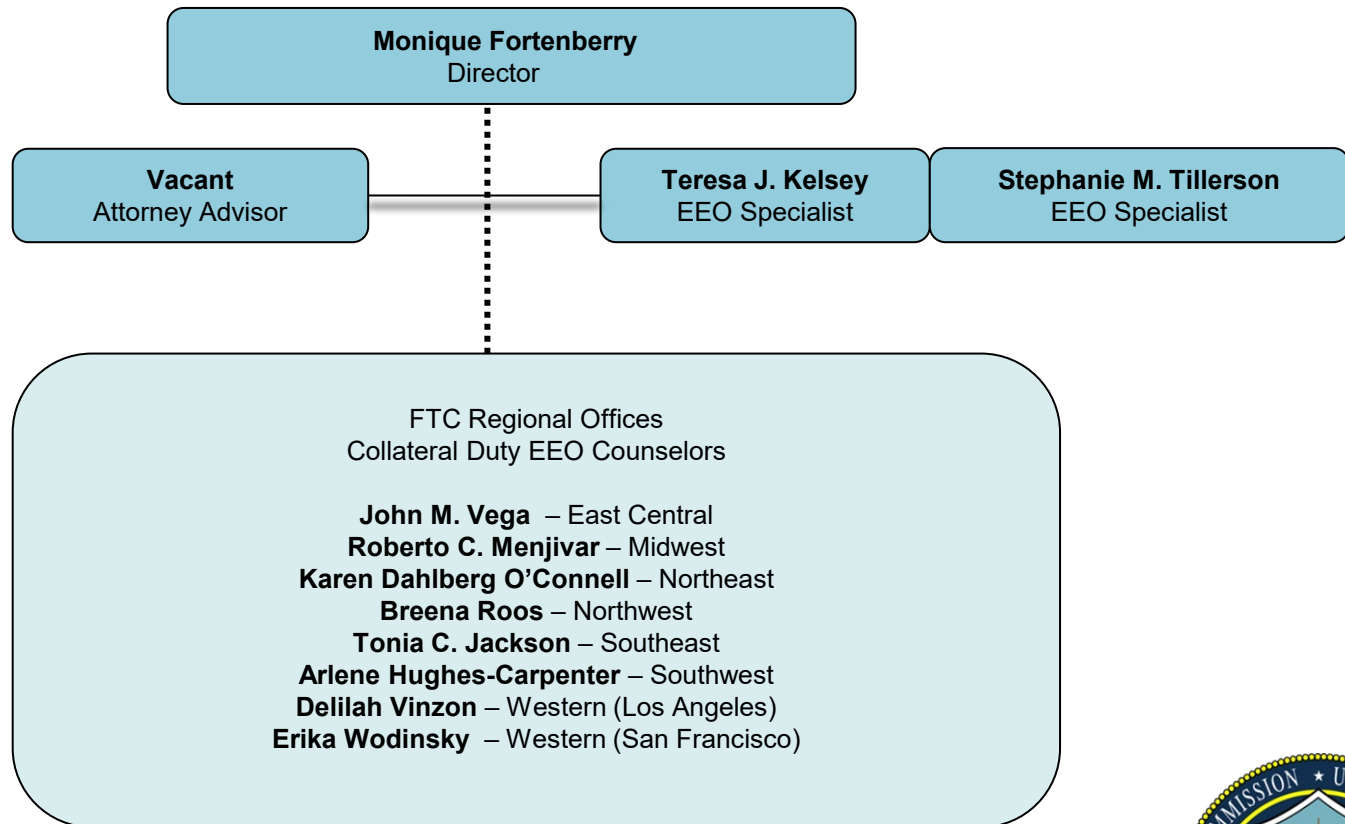 Monique Fortenberry
Director
Vacant
Attorney Advisor
Teresa J. Kelsey
EEO Specialist
Stephanie M. Tillerson
EEO Specialist
FTC Regional Offices
Collateral Duty EEO Counselors
John M. Vega – East Central
Roberto C. Menjivar – Midwest
Karen Dahlberg O’Connell – Northeast
Breena Roos – Northwest
Tonia C. Jackson – Southeast
Arlene Hughes-Carpenter – Southwest
Delilah Vinzon – Western (Los Angeles)
Erika Wodinsky – Western (San Francisco)